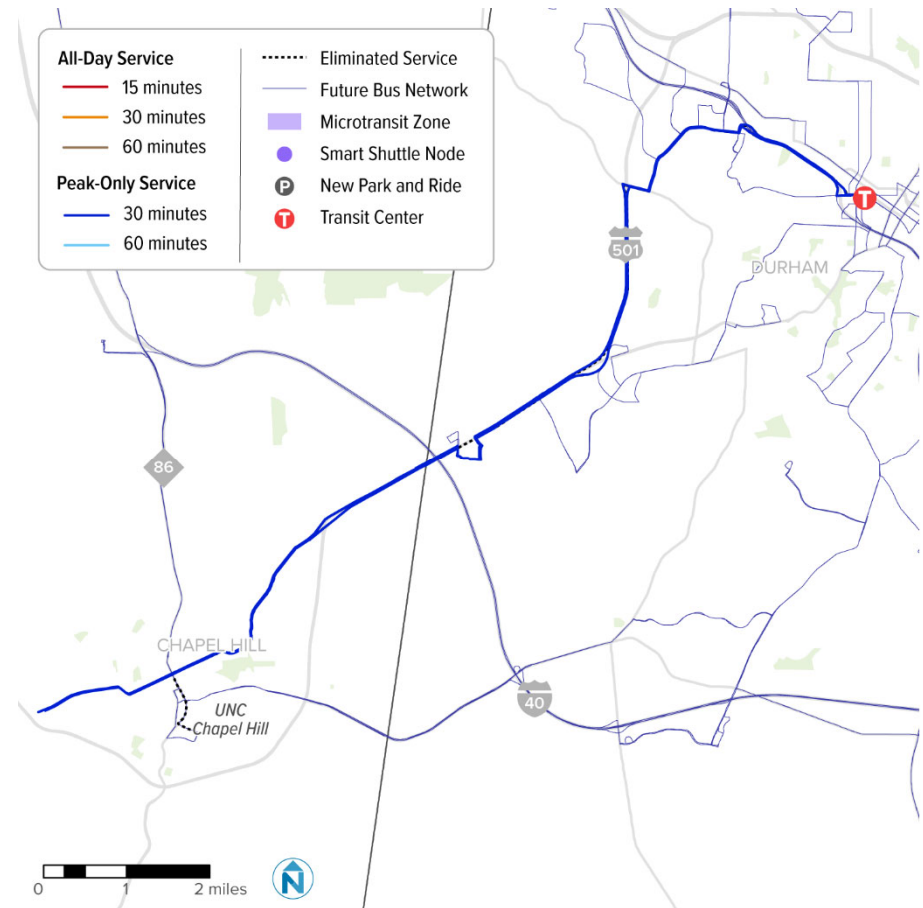 All-Day Service
15 minutes
30 minutes
60 minutes
Peak-Only Service
30 minutes
60 minutes
Eliminated Service
Future Bus Network
Microtransit Zone
Smart Shuttle Node
P New Park and Ride
T Transit Center
T
501
DURHAM
86
CHAPEL HILL
UNC
Chapel Hill
40
0 1 2 miles
N